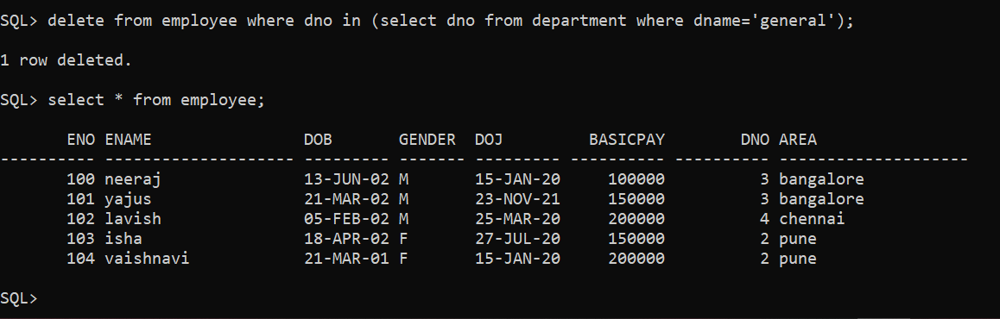 SQL> delete from employee where dno in (select dno from department where dname='general');
1 row deleted.
SQL> select * from employee;
       ENO ENAME                DOB       GENDER  DOJ         BASICPAY        DNO AREA
---------- -------------------- --------- ------- --------- ---------- ---------- --------------------
       100 neeraj               13-JUN-02 M       15-JAN-20     100000          3 bangalore
       101 yajus                21-MAR-02 M       23-NOV-21     150000          3 bangalore
       102 lavish               05-FEB-02 M       25-MAR-20     200000          4 chennai
       103 isha                 18-APR-02 F       27-JUL-20     150000          2 pune
       104 vaishnavi            21-MAR-01 F       15-JAN-20     200000          2 pune
SQL>